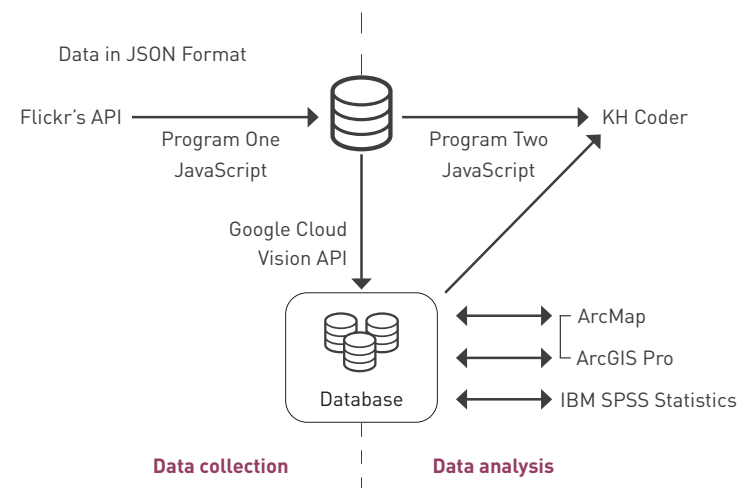 Data in JSON Format
Flickr's API
Program One
JavaScript
Program Two
JavaScript
KH Coder
Google Cloud
Vision API
Database
ArcMap
ArcGIS Pro
IBM SPSS Statistics
Data collection
Data analysis